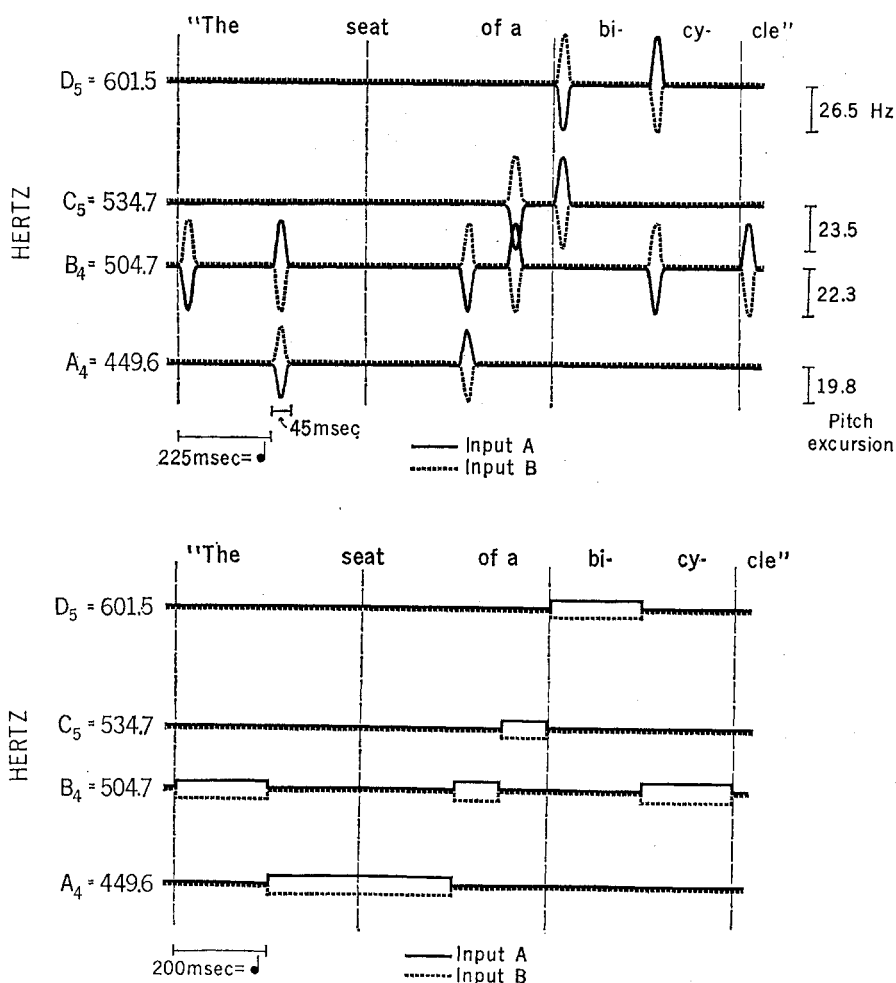 "The seat of a bi- cy- cle"
D5 = 601.5
26.5 Hz
C5 = 534.7
23.5
HERTZ
B4 = 504.7
22.3
A4 = 449.6
19.8
Pitch
excursion
45msec
225msec=♩
Input A
Input B
"The seat of a bi- cy- cle"
D5 = 601.5
C5 = 534.7
HERTZ
B4 = 504.7
A4 = 449.6
200msec=♩
Input A
Input B